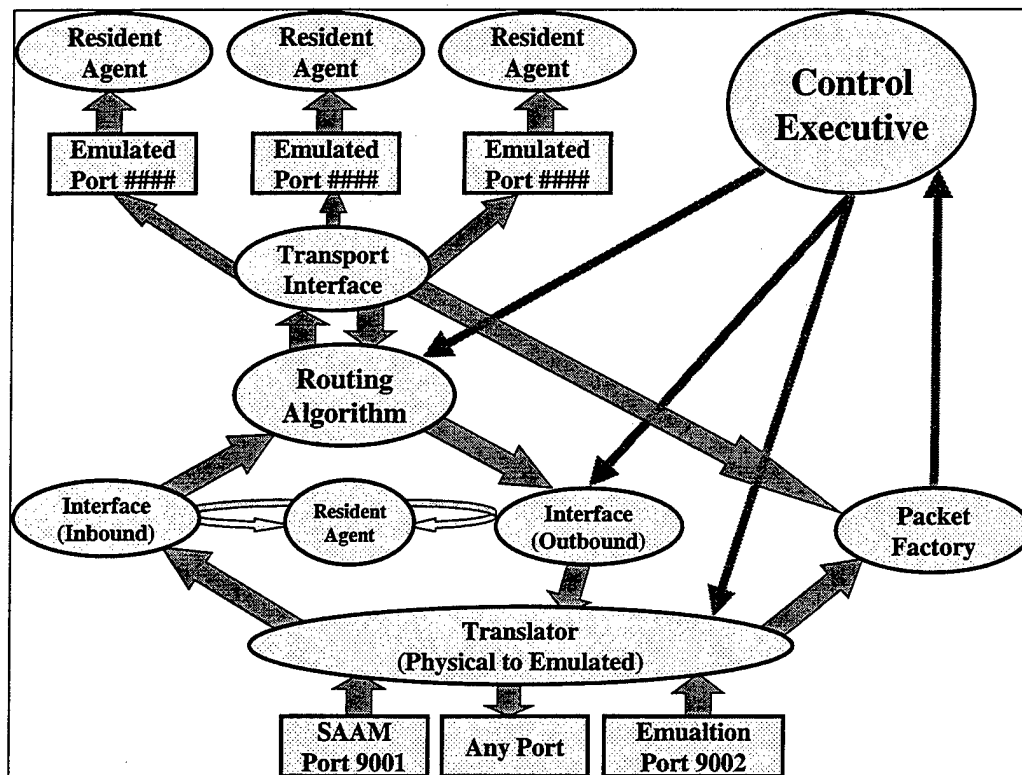 Resident
Agent
Resident
Agent
Resident
Agent
Control
Executive
Emulated
Port ####
Emulated
Port ####
Emulated
Port ####
Transport
Interface
Routing
Algorithm
Interface
(Inbound)
Resident
Agent
Interface
(Outbound)
Packet
Factory
Translator
(Physical to Emulated)
SAAM
Port 9001
Any Port
Emualtion
Port 9002